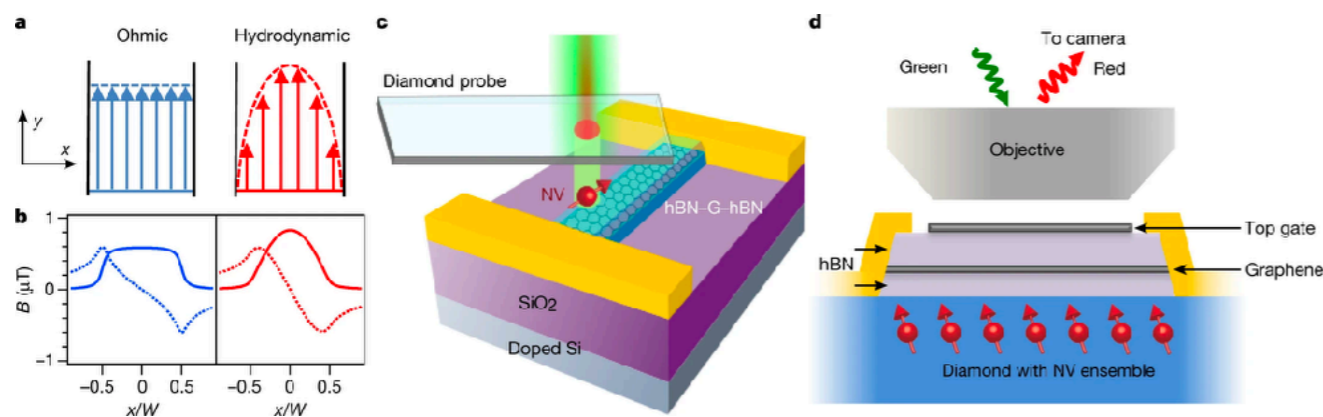 a
Ohmic
Hydrodynamic
y
x
b
B (μT)
1
0
−1
−0.5 0 0.5
−0.5 0 0.5
x/W
x/W
c
Diamond probe
NV
hBN–G–hBN
SiO2
Doped Si
d
To camera
Green
Red
Objective
Top gate
hBN
Graphene
Diamond with NV ensemble